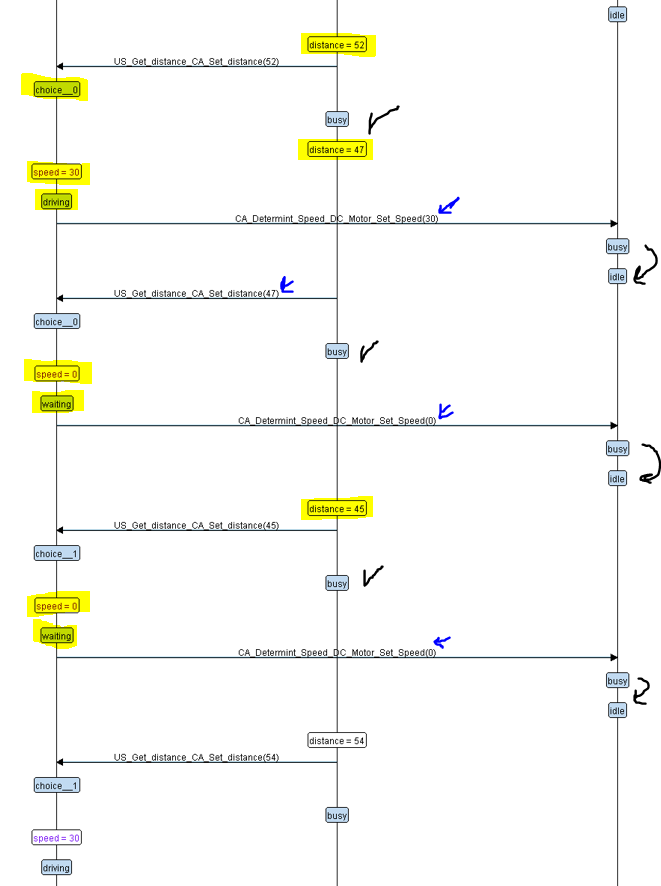 idle
distance = 52
US_Get_distance_CA_Set_distance(52)
choice__0
busy
distance = 47
speed = 30
driving
CA_Determint_Speed_DC_Motor_Set_Speed(30)
busy
idle
US_Get_distance_CA_Set_distance(47)
choice__0
busy
speed = 0
waiting
CA_Determint_Speed_DC_Motor_Set_Speed(0)
busy
idle
distance = 45
US_Get_distance_CA_Set_distance(45)
choice__1
busy
speed = 0
waiting
CA_Determint_Speed_DC_Motor_Set_Speed(0)
busy
idle
distance = 54
US_Get_distance_CA_Set_distance(54)
choice__1
busy
speed = 30
driving